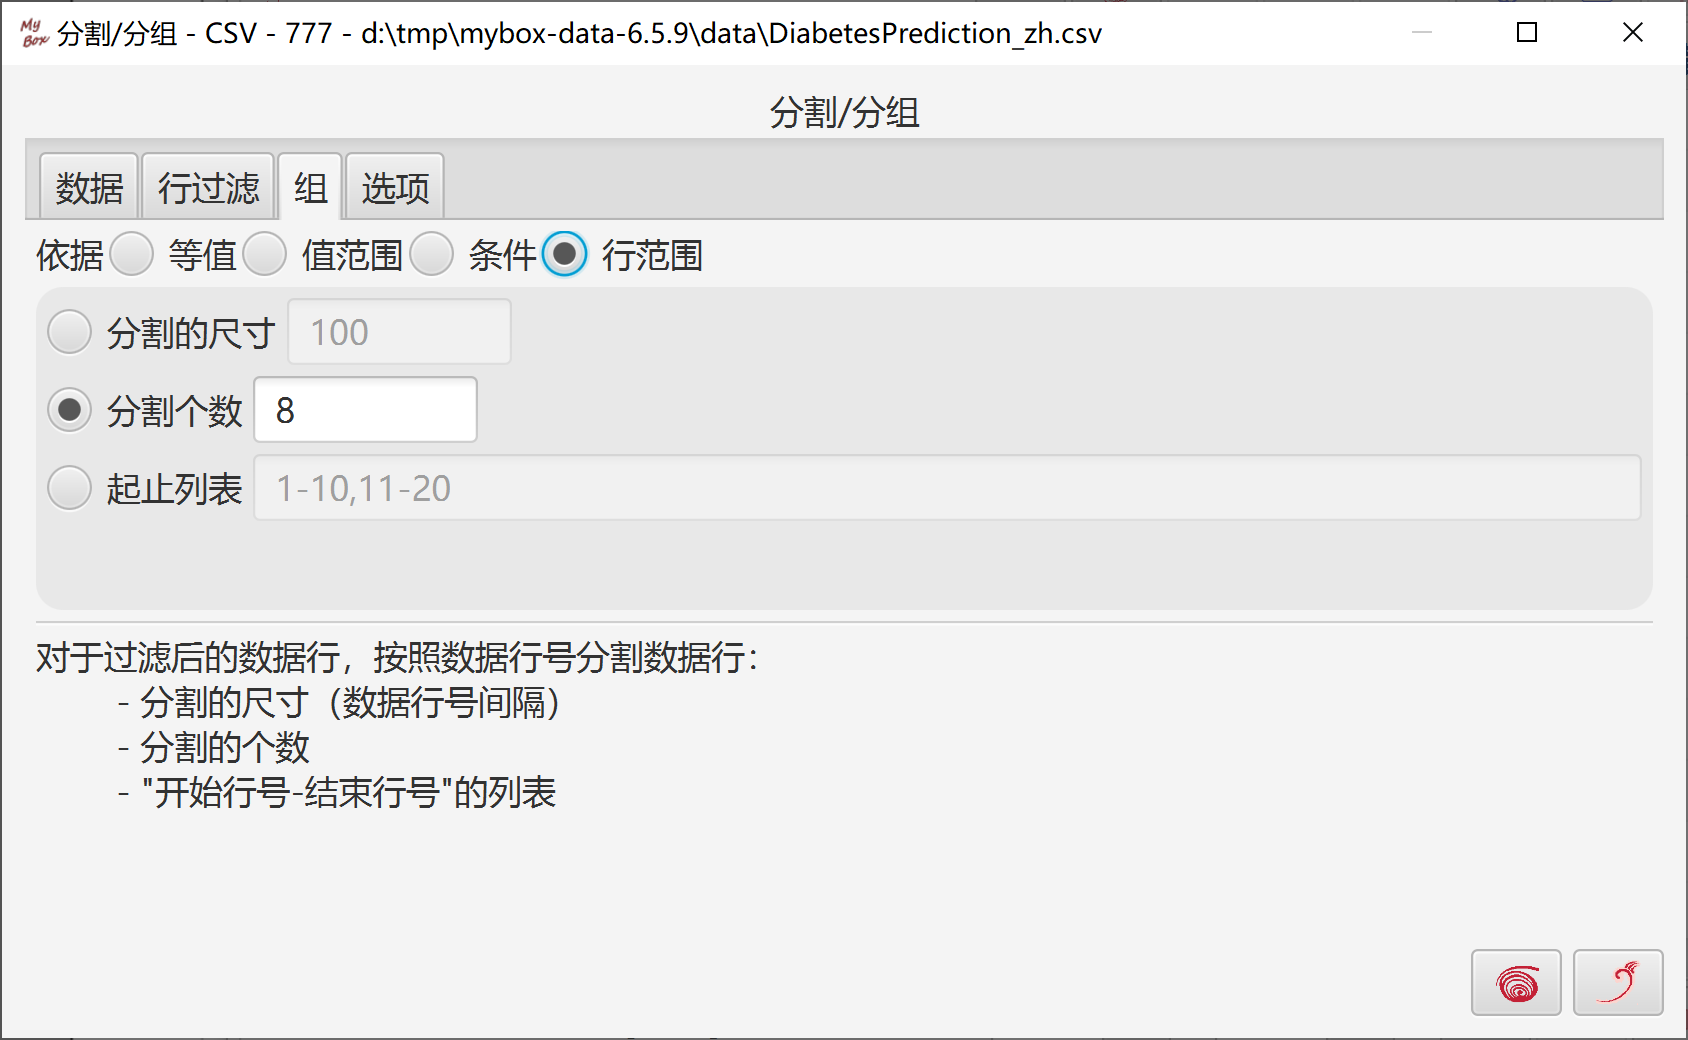 My Box 分割/分组 - CSV - 777 - d:\tmp\mybox-data-6.5.9\data\DiabetesPrediction_zh.csv
分割/分组
数据 行过滤 组 选项
依据 等值 值范围 条件 行范围
分割的尺寸 100
分割个数 8
起止列表 1-10,11-20
对于过滤后的数据行，按照数据行号分割数据行：
- 分割的尺寸（数据行号间隔）
- 分割的个数
- "开始行号-结束行号"的列表